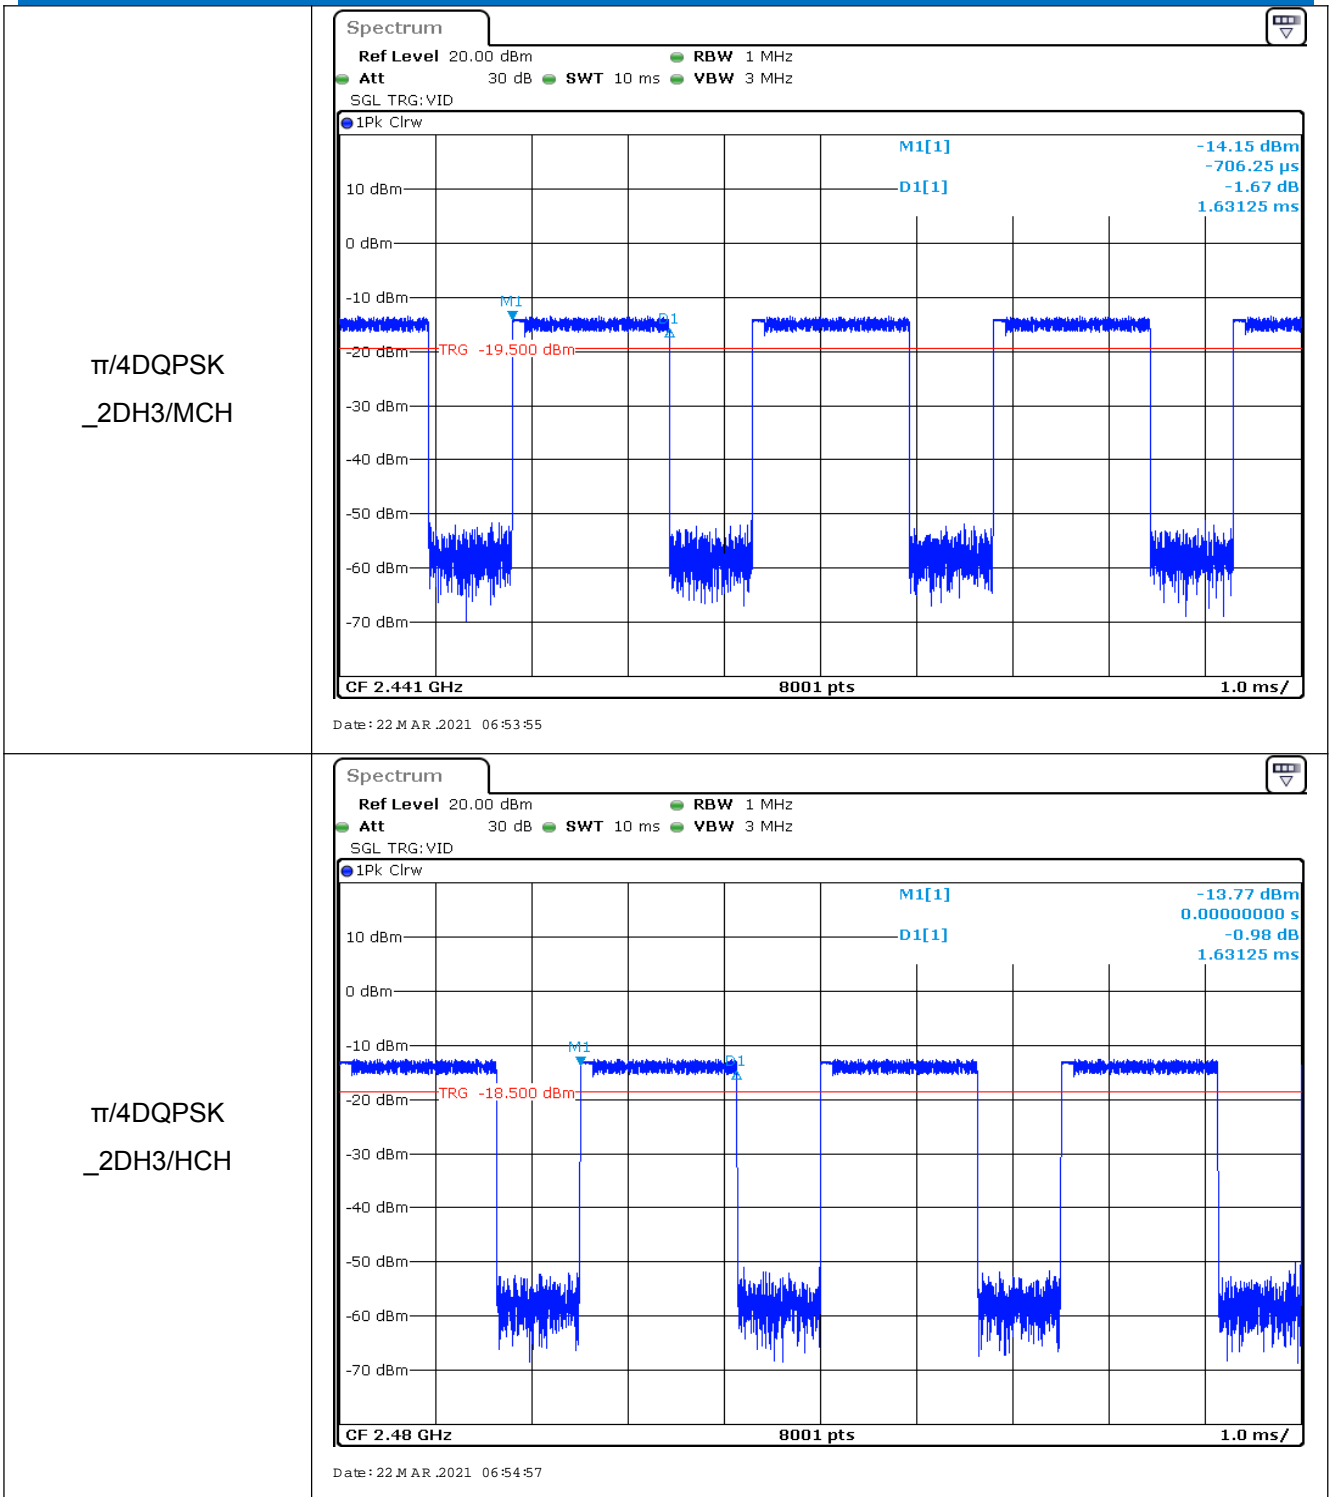 π/4DQPSK
_2DH3/MCH
Spectrum
Ref Level 20.00 dBm RBW 1 MHz
Att 30 dB SWT 10 ms VBW 3 MHz
SGL TRG:VID
1Pk Clrw
M1[1] -14.15 dBm
-706.25 µs
10 dBm D1[1] -1.67 dB
1.63125 ms
0 dBm
-10 dBm
M1
D1
TRG -19.500 dBm
-20 dBm
-30 dBm
-40 dBm
-50 dBm
-60 dBm
-70 dBm
CF 2.441 GHz 8001 pts 1.0 ms/
Date: 22.MAR.2021 06:53:55
π/4DQPSK
_2DH3/HCH
Spectrum
Ref Level 20.00 dBm RBW 1 MHz
Att 30 dB SWT 10 ms VBW 3 MHz
SGL TRG:VID
1Pk Clrw
M1[1] -13.77 dBm
0.00000000 s
10 dBm D1[1] -0.98 dB
1.63125 ms
0 dBm
-10 dBm
M1
D1
TRG -18.500 dBm
-20 dBm
-30 dBm
-40 dBm
-50 dBm
-60 dBm
-70 dBm
CF 2.48 GHz 8001 pts 1.0 ms/
Date: 22.MAR.2021 06:54:57